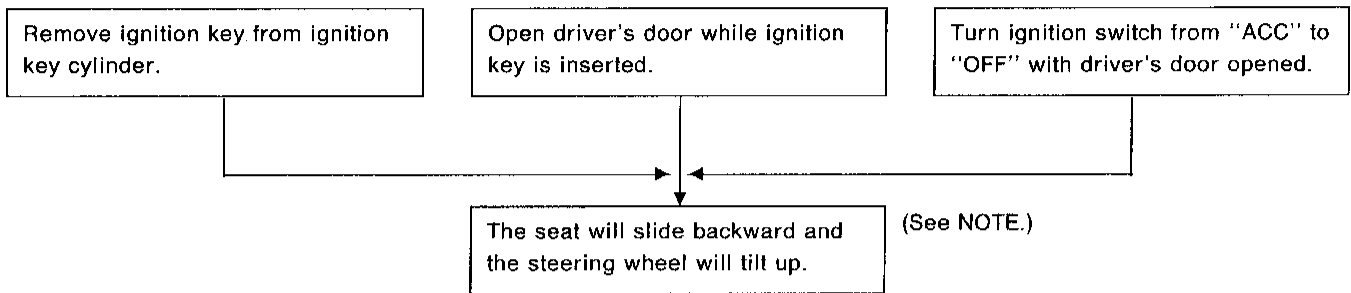 Remove ignition key from ignition
key cylinder.
Open driver's door while ignition
key is inserted.
Turn ignition switch from "ACC" to
"OFF" with driver's door opened.
The seat will slide backward and
the steering wheel will tilt up.
(See NOTE.)